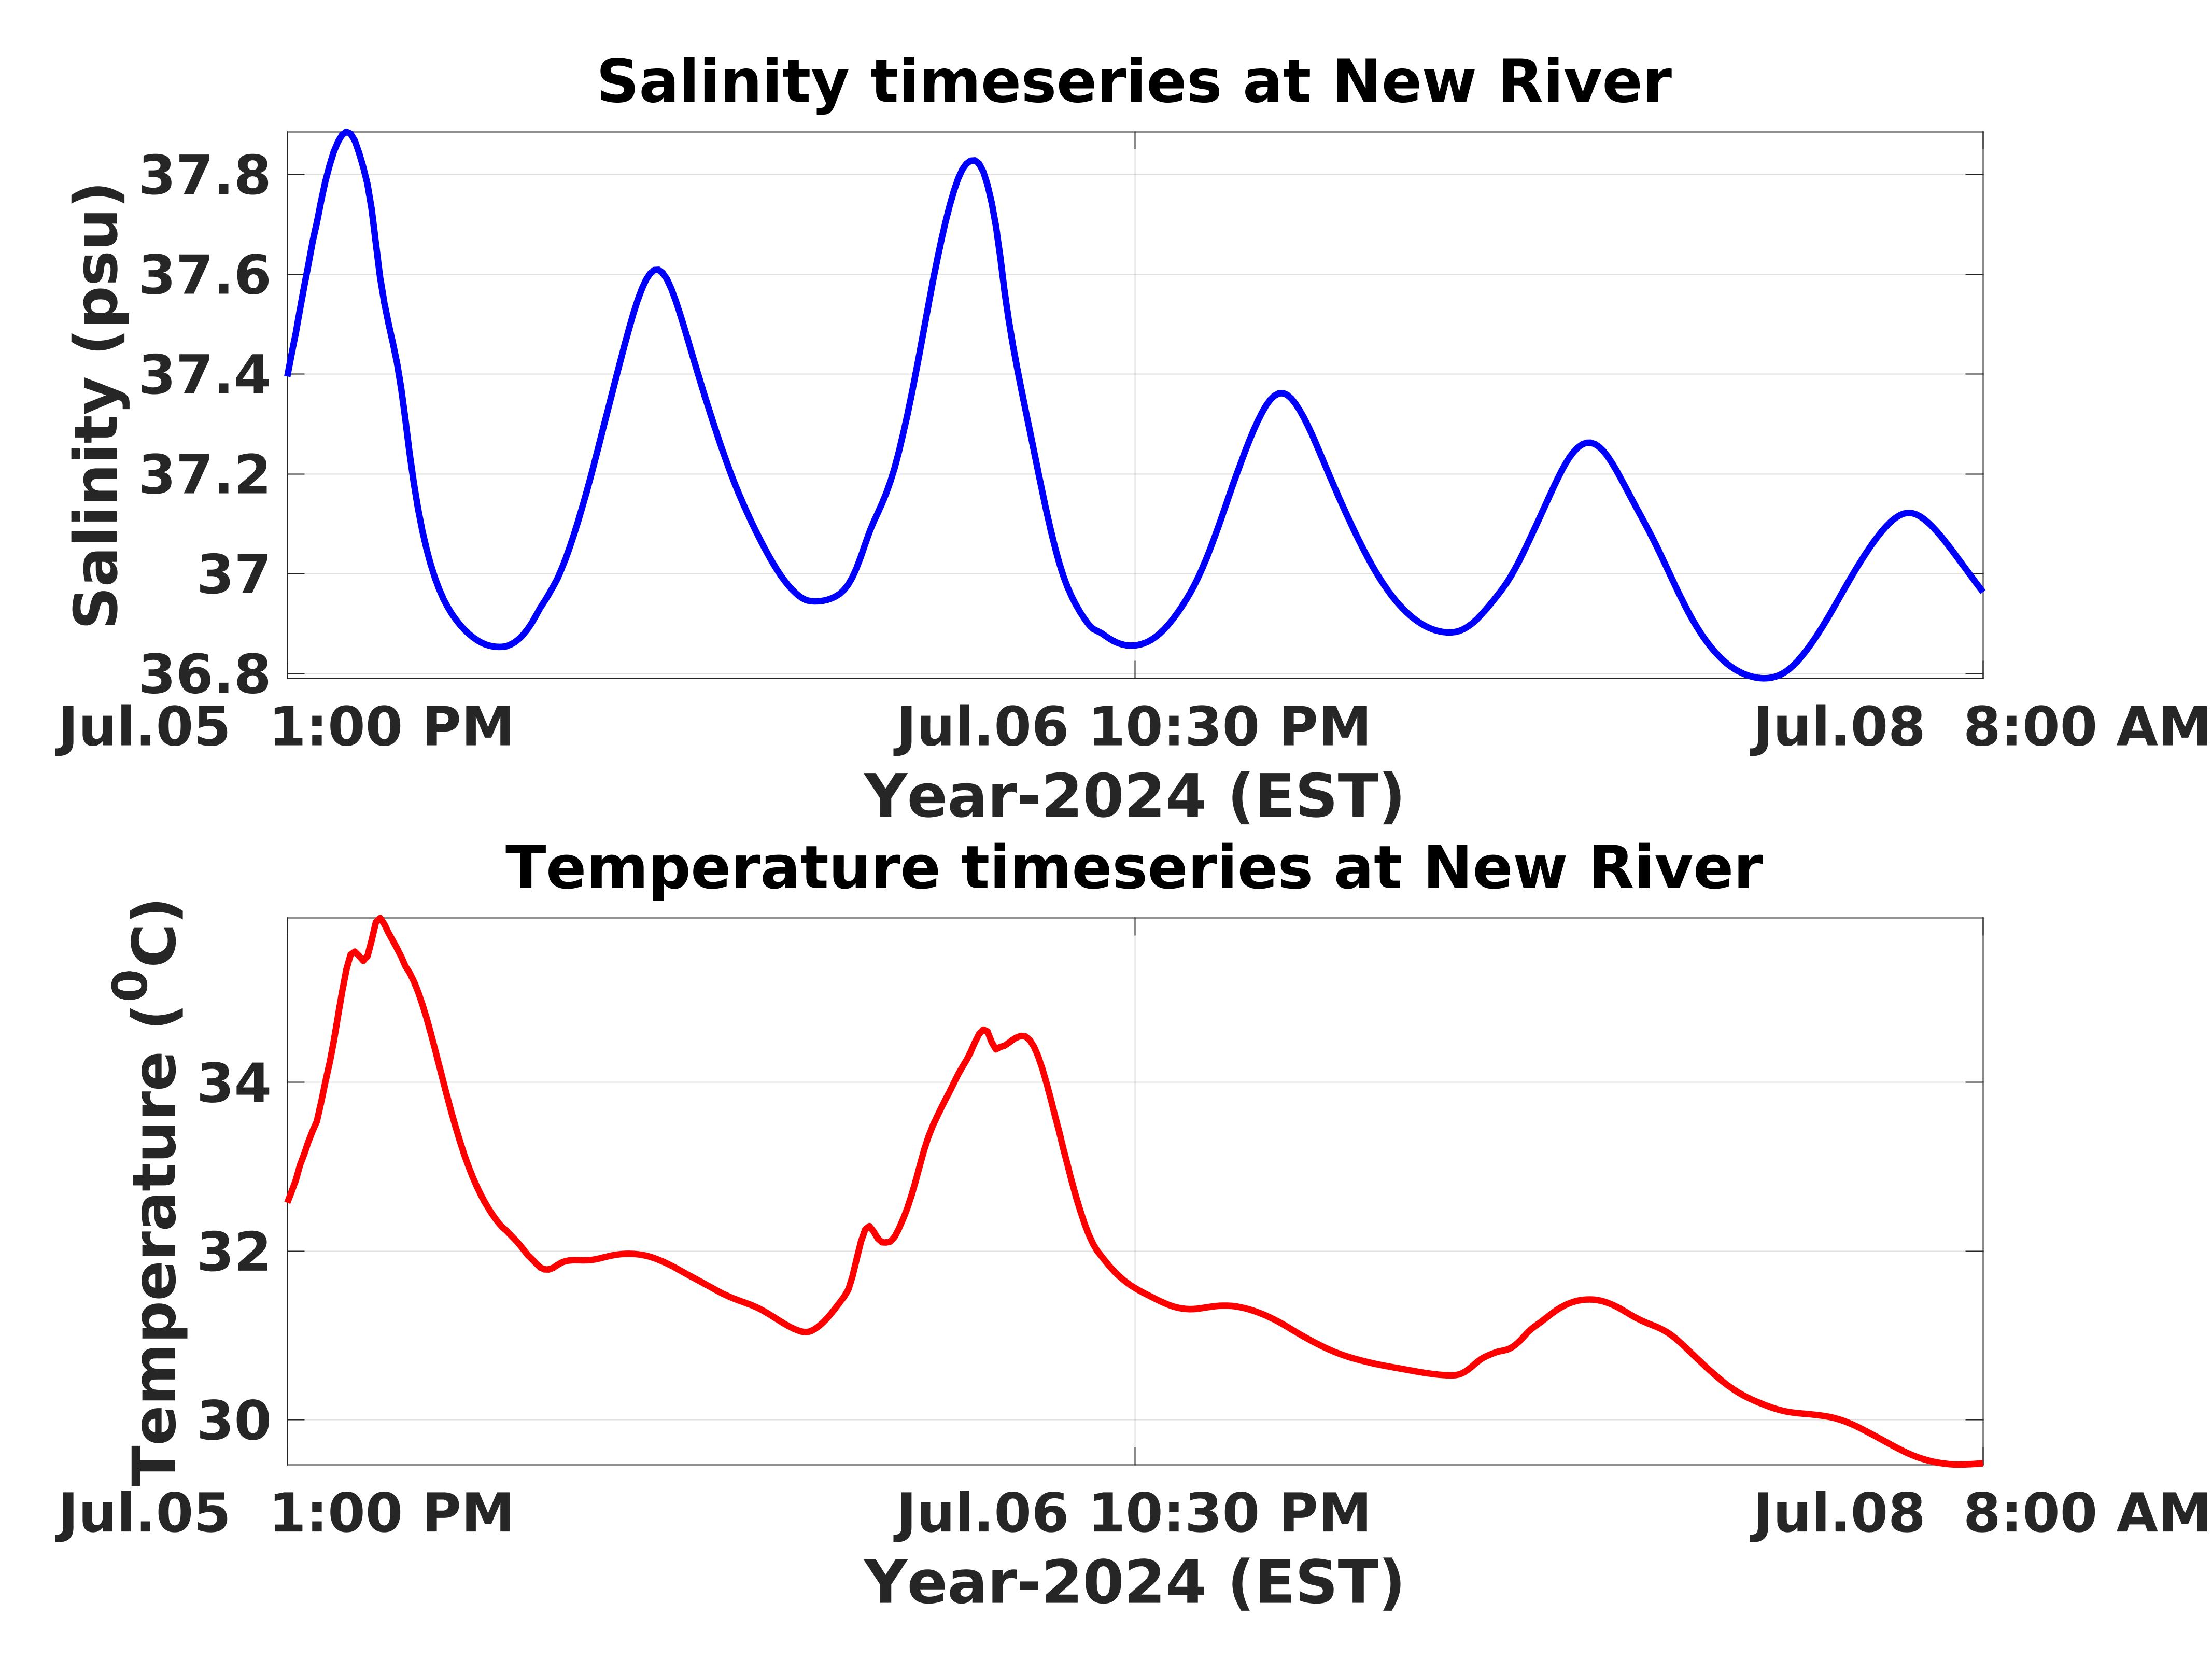 Salinity timeseries at New River
Salinity (psu)
37.8
37.6
37.4
37.2
37
36.8
Jul.05  1:00 PM
Jul.06 10:30 PM
Jul.08  8:00 AM
Year-2024 (EST)
Temperature timeseries at New River
Temperature (⁰C)
34
32
30
Jul.05  1:00 PM
Jul.06 10:30 PM
Jul.08  8:00 AM
Year-2024 (EST)